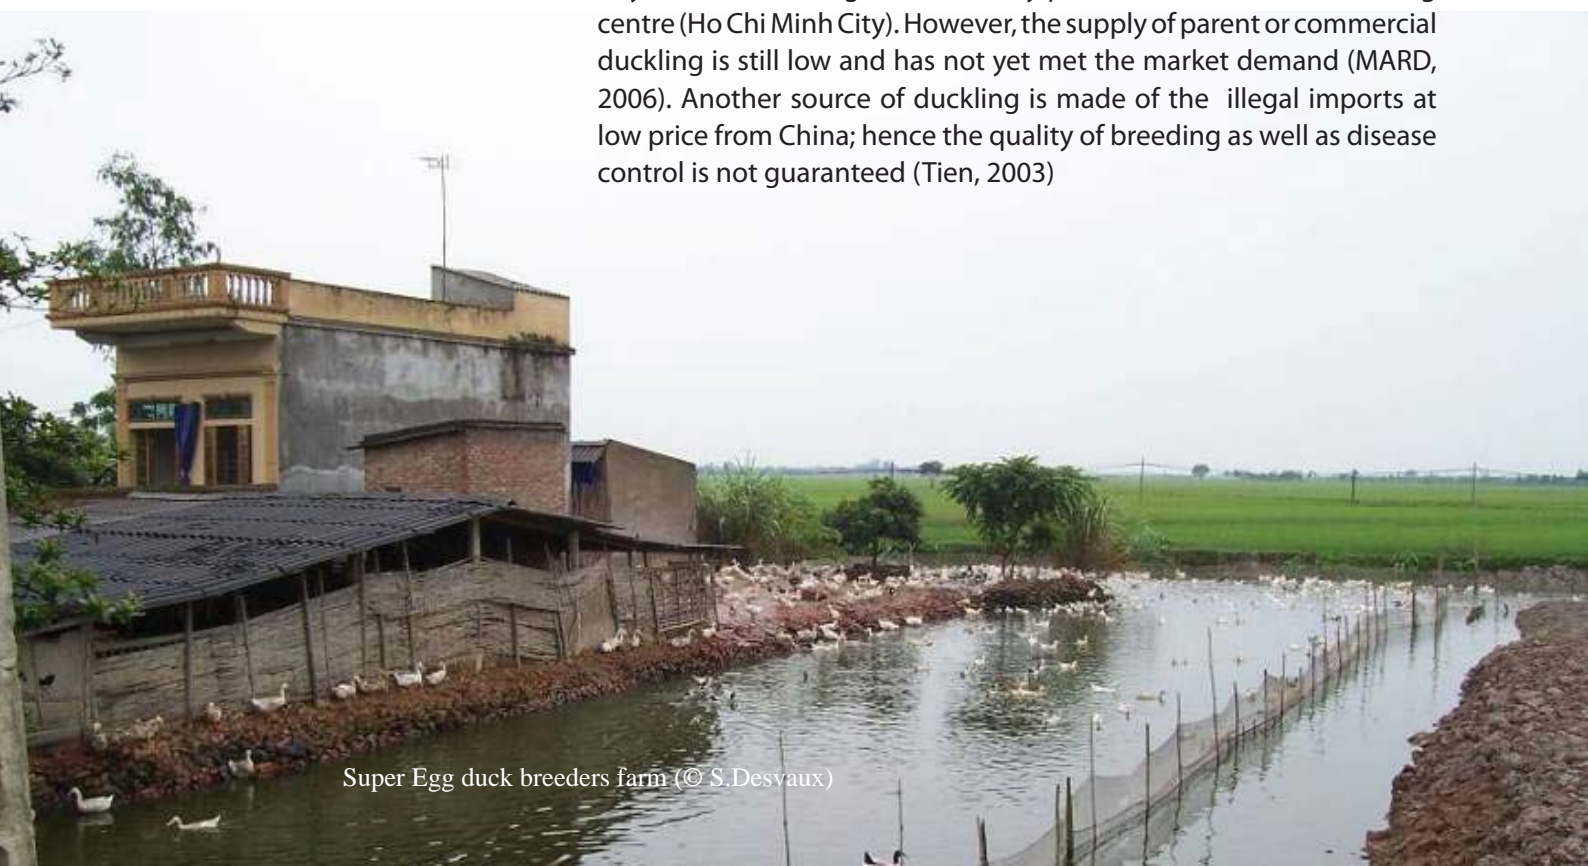 centre (Ho Chi Minh City). However, the supply of parent or commercial
duckling is still low and has not yet met the market demand (MARD,
2006). Another source of duckling is made of the illegal imports at
low price from China; hence the quality of breeding as well as disease
control is not guaranteed (Tien, 2003)
Super Egg duck breeders farm (© S.Desvaux)